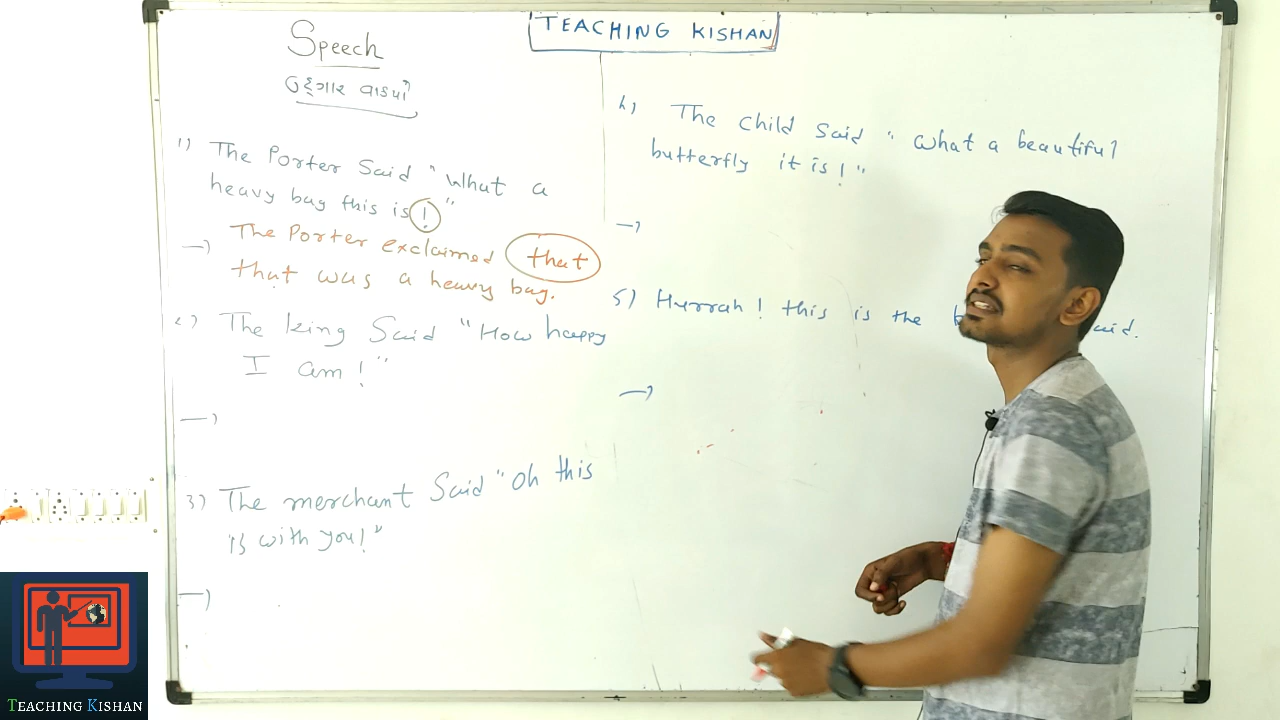 TEACHING KISHAN
Speech
ઉદ્દગાર વાક્યો
1) The Porter Said "What a
heavy bag this is!"
→ The Porter exclaimed that
that was a heavy bag.
2) The king Said "How happy
I am!"
→
3) The merchant Said "Oh this
is with you!"
→
4) The child Said "What a beautiful
butterfly it is!"
→
5) Hurrah! this is the
→
TEACHING KISHAN